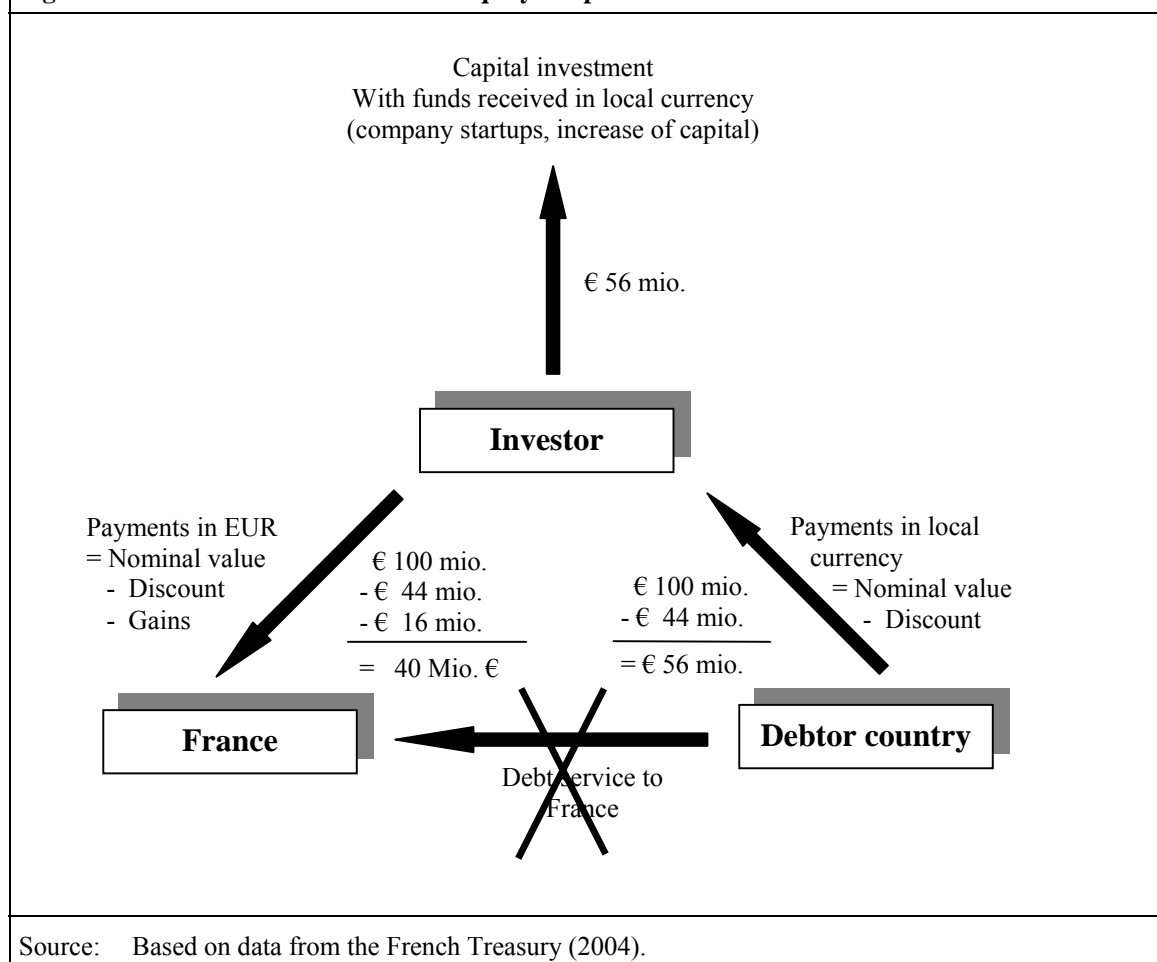 Capital investment
With funds received in local currency
(company startups, increase of capital)
€ 56 mio.
Investor
Payments in EUR
= Nominal value
- Discount
- Gains
€ 100 mio.
- € 44 mio.
- € 16 mio.
= 40 Mio. €
€ 100 mio.
- € 44 mio.
= € 56 mio.
Payments in local
currency
= Nominal value
- Discount
France
Debtor country
Debt service to
France
Source: Based on data from the French Treasury (2004).